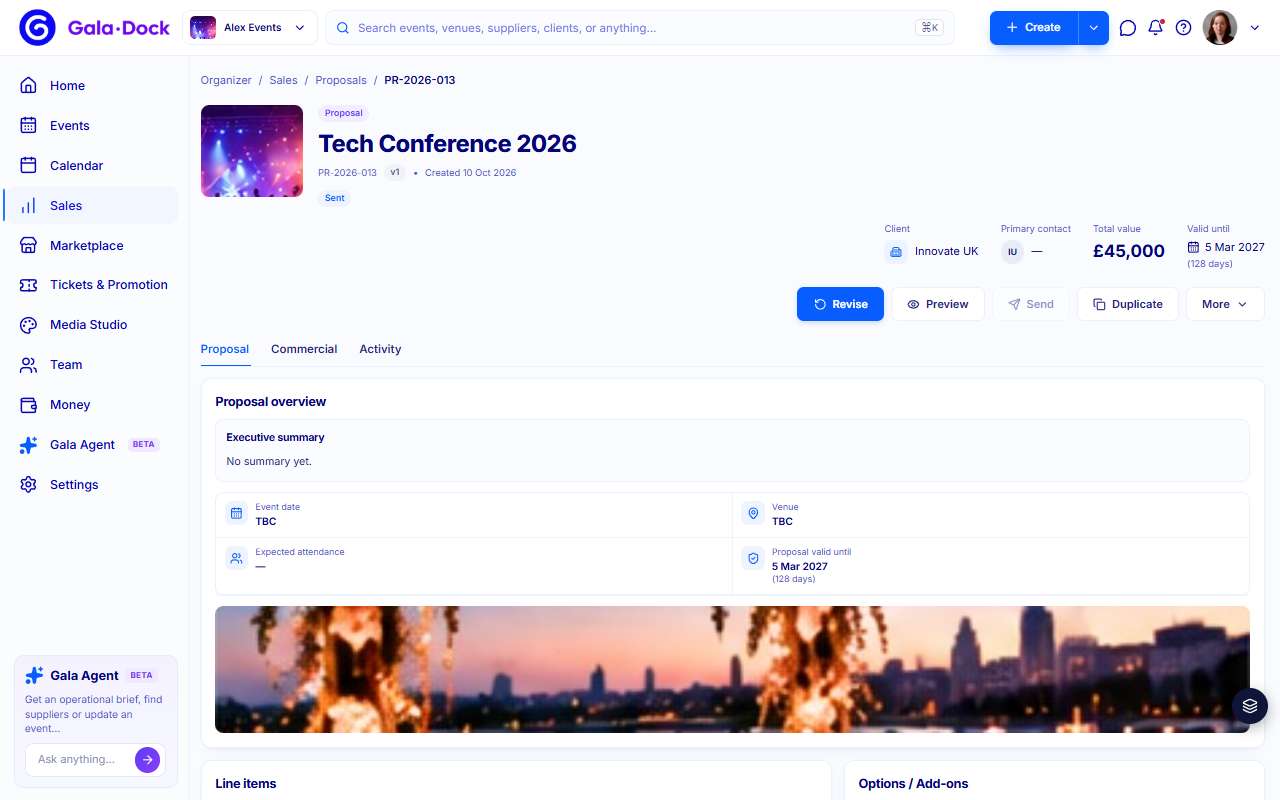 Gala·Dock
Alex Events
Search events, venues, suppliers, clients, or anything...
⌘K
Create
Home
Events
Calendar
Sales
Marketplace
Tickets & Promotion
Media Studio
Team
Money
Gala Agent BETA
Settings
Gala Agent BETA
Get an operational brief, find
suppliers or update an
event...
Ask anything...
Organizer / Sales / Proposals / PR-2026-013
Proposal
Tech Conference 2026
PR-2026-013 v1 • Created 10 Oct 2026
Sent
Client
Innovate UK
Primary contact
IU —
Total value
£45,000
Valid until
5 Mar 2027
(128 days)
Revise
Preview
Send
Duplicate
More
Proposal
Commercial
Activity
Proposal overview
Executive summary
No summary yet.
Event date
TBC
Venue
TBC
Expected attendance
—
Proposal valid until
5 Mar 2027
(128 days)
Line items
Options / Add-ons